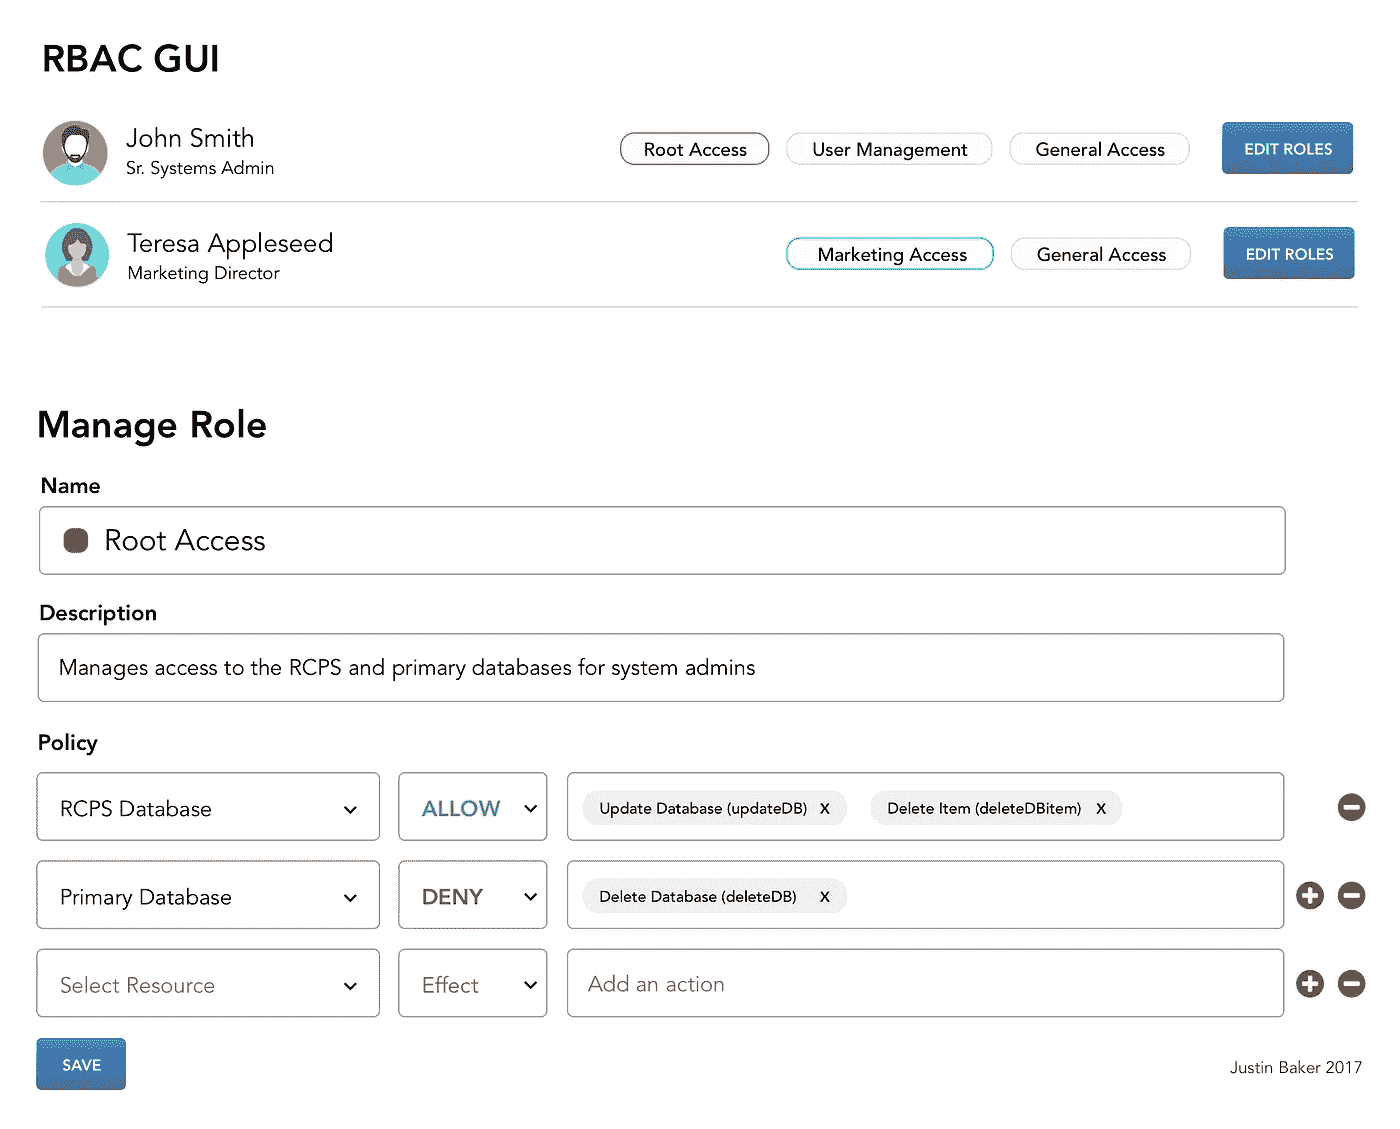 RBAC GUI
John Smith
Sr. Systems Admin
Root Access
User Management
General Access
EDIT ROLES
Teresa Appleseed
Marketing Director
Marketing Access
General Access
EDIT ROLES
Manage Role
Name
Root Access
Description
Manages access to the RCPS and primary databases for system admins
Policy
RCPS Database
ALLOW
Update Database (updateDB) X
Delete Item (deleteDBitem) X
Primary Database
DENY
Delete Database (deleteDB) X
Select Resource
Effect
Add an action
SAVE
Justin Baker 2017